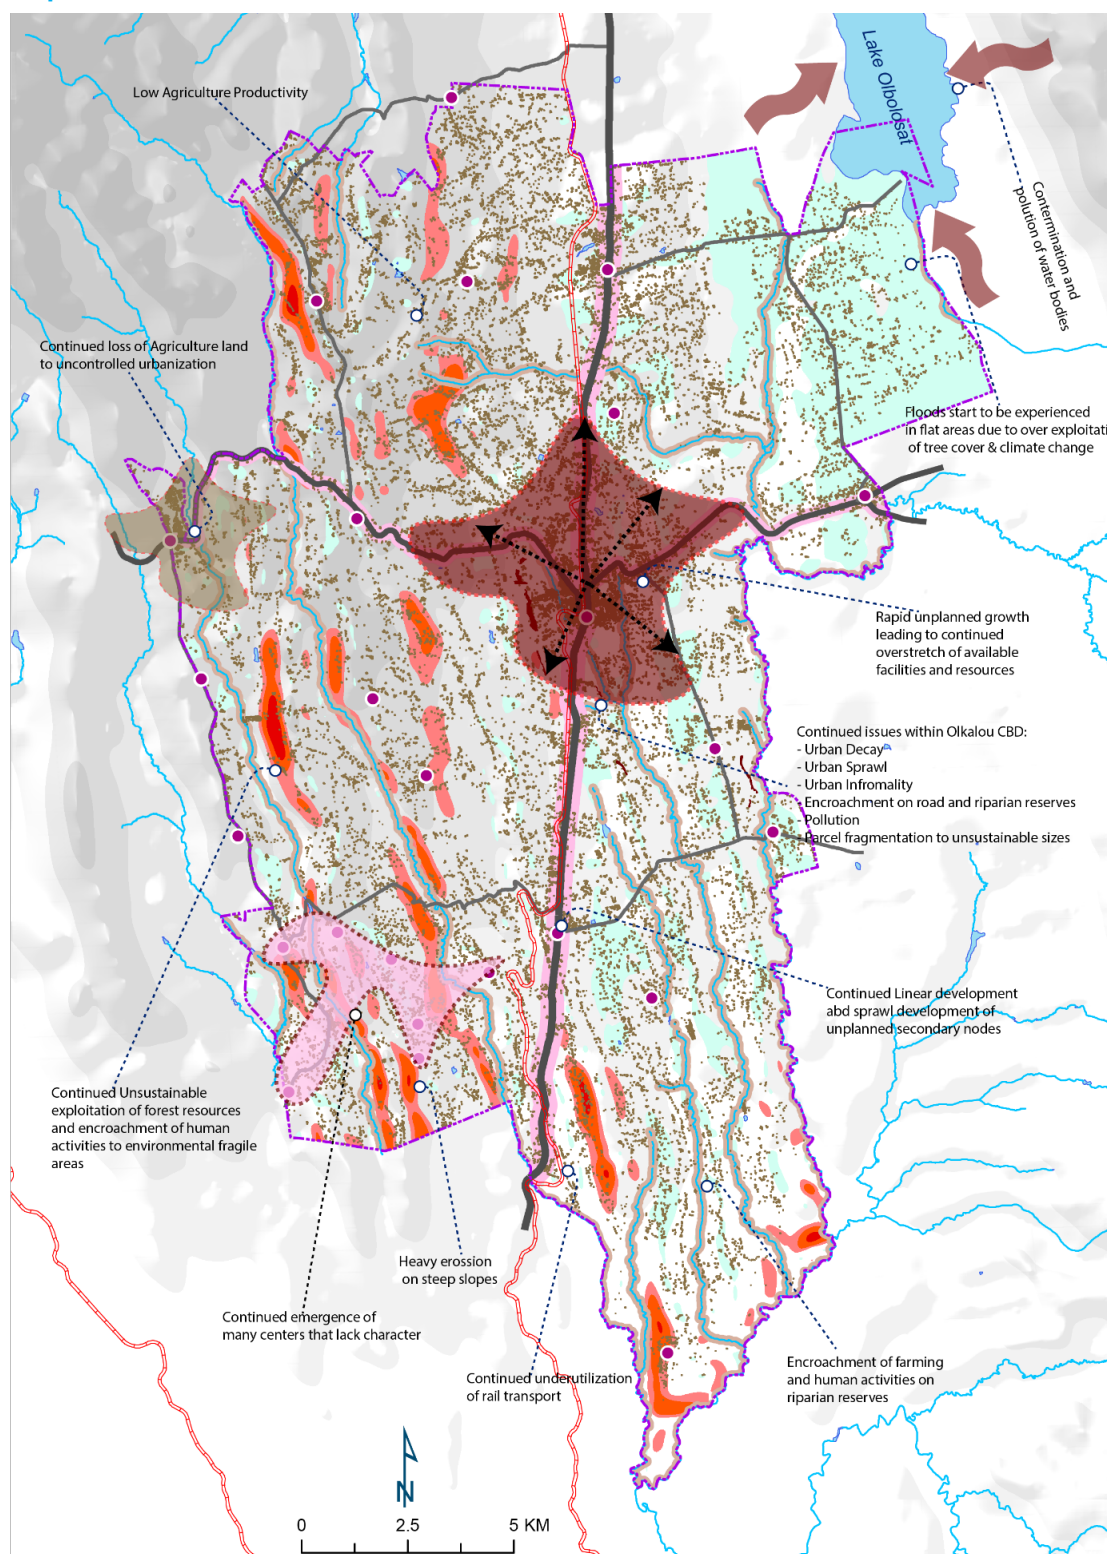 Low Agriculture Productivity
Lake Olbolosat
Contermination and
polution of water bodies
Continued loss of Agriculture land
to uncontrolled urbanization
Floods start to be experienced
in flat areas due to over exploitati
of tree cover & climate change
Rapid unplanned growth
leading to continued
overstretch of available
facilities and resources
Continued issues within Olkalou CBD:
- Urban Decay
- Urban Sprawl
- Urban Infromality
- Encroachment on road and riparian reserves
- Pollution
- Parcel fragmentation to unsustainable sizes
Continued Linear development
abd sprawl development of
unplanned secondary nodes
Continued Unsustainable
exploitation of forest resources
and encroachment of human
activities to environmental fragile
areas
Heavy erossion
on steep slopes
Continued emergence of
many centers that lack character
Continued underutilization
of rail transport
Encroachment of farming
and human activities on
riparian reserves
N
0 2.5 5 KM